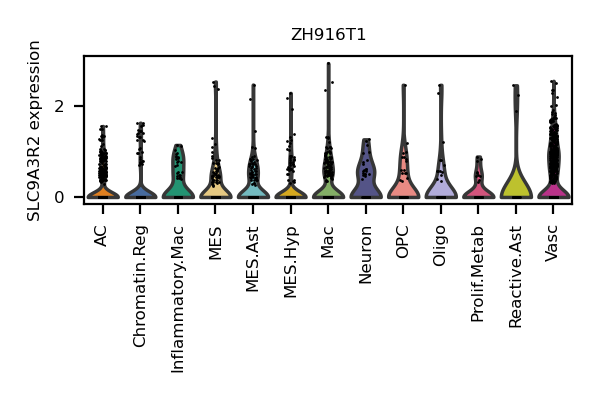 ZH916T1
SLC9A3R2 expression
2
0
AC
Chromatin.Reg
Inflammatory.Mac
MES
MES.Ast
MES.Hyp
Mac
Neuron
OPC
Oligo
Prolif.Metab
Reactive.Ast
Vasc